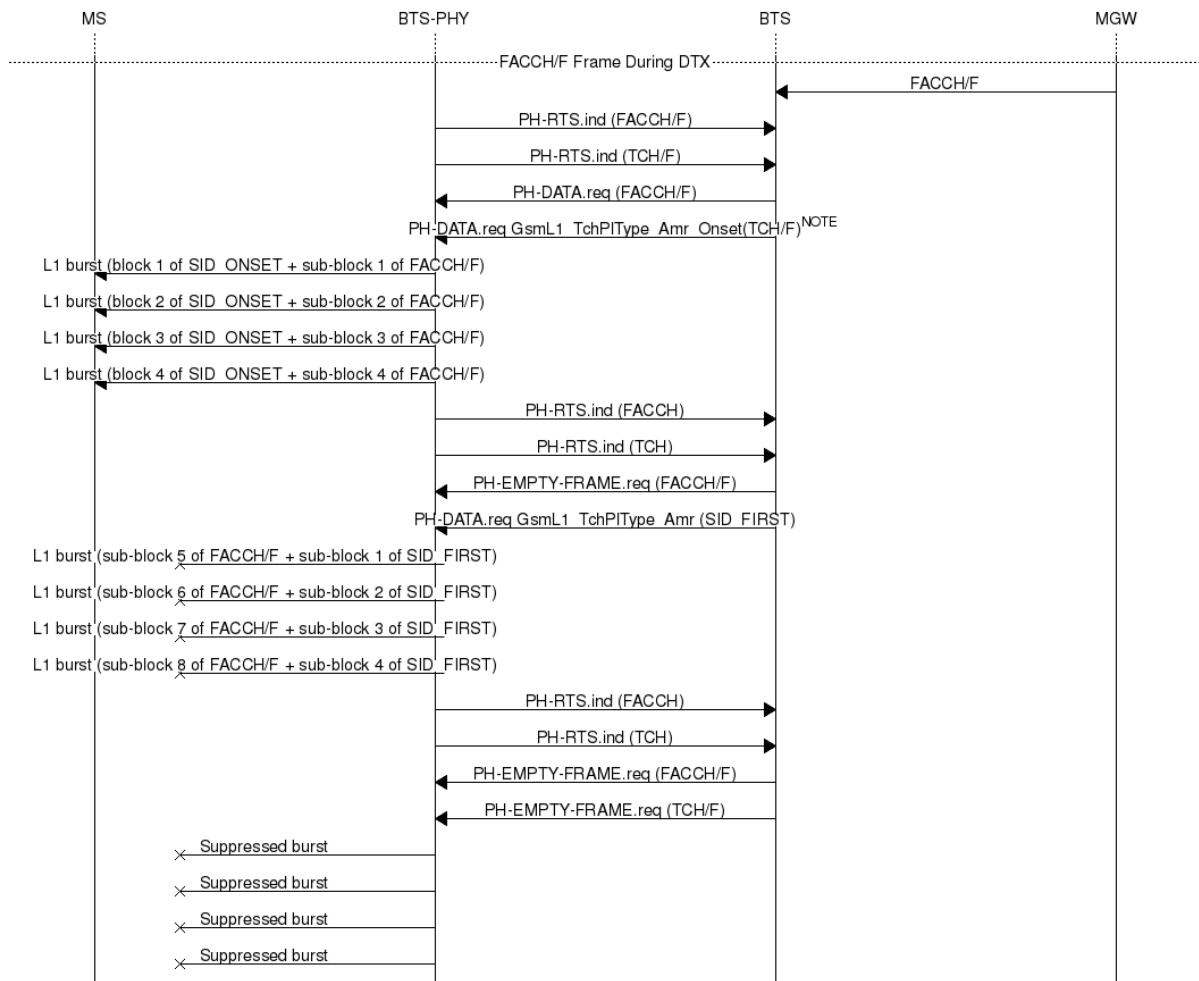 MS BTS-PHY BTS MGW
FACCH/F Frame During DTX
FACCH/F
PH-RTS.ind (FACCH/F)
PH-RTS.ind (TCH/F)
PH-DATA.req (FACCH/F)
PH-DATA.req GsmL1_TchPlType_Amr_Onset(TCH/F)NOTE
L1 burst (block 1 of SID_ONSET + sub-block 1 of FACCH/F)
L1 burst (block 2 of SID_ONSET + sub-block 2 of FACCH/F)
L1 burst (block 3 of SID_ONSET + sub-block 3 of FACCH/F)
L1 burst (block 4 of SID_ONSET + sub-block 4 of FACCH/F)
PH-RTS.ind (FACCH)
PH-RTS.ind (TCH)
PH-EMPTY-FRAME.req (FACCH/F)
PH-DATA.req GsmL1_TchPlType_Amr (SID_FIRST)
L1 burst (sub-block 5 of FACCH/F + sub-block 1 of SID_FIRST)
L1 burst (sub-block 6 of FACCH/F + sub-block 2 of SID_FIRST)
L1 burst (sub-block 7 of FACCH/F + sub-block 3 of SID_FIRST)
L1 burst (sub-block 8 of FACCH/F + sub-block 4 of SID_FIRST)
PH-RTS.ind (FACCH)
PH-RTS.ind (TCH)
PH-EMPTY-FRAME.req (FACCH/F)
PH-EMPTY-FRAME.req (TCH/F)
Suppressed burst
Suppressed burst
Suppressed burst
Suppressed burst